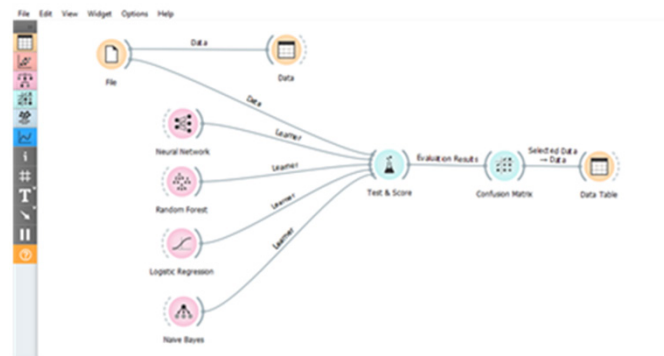 File Edit View Widget Options Help
Data
File
Data
Data
Learner
Neural Network
Learner
Random Forest
Learner
Logistic Regression
Learner
Naive Bayes
Test & Score
Evaluation Results
Confusion Matrix
Selected Data
→ Data
Data Table